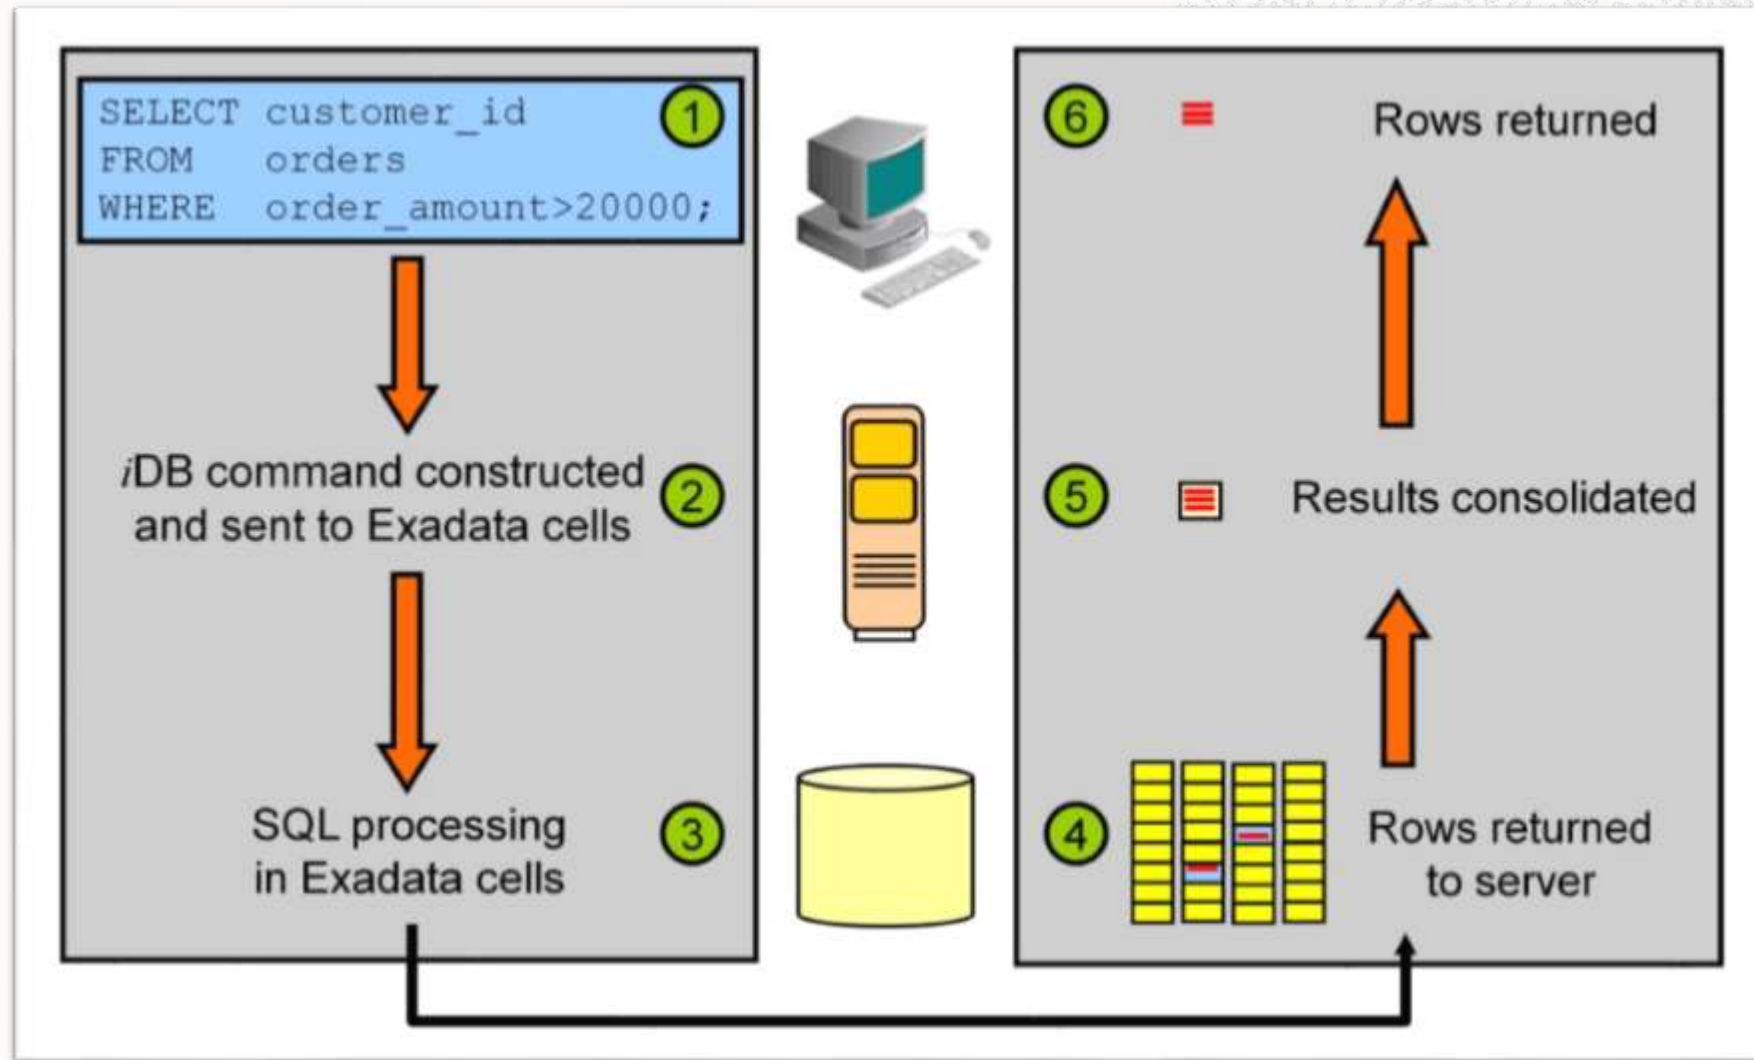 SELECT customer_id
FROM orders
WHERE order_amount>20000;
1
iDB command constructed
and sent to Exadata cells
2
SQL processing
in Exadata cells
3
4
Rows returned
to server
5
Results consolidated
6
Rows returned